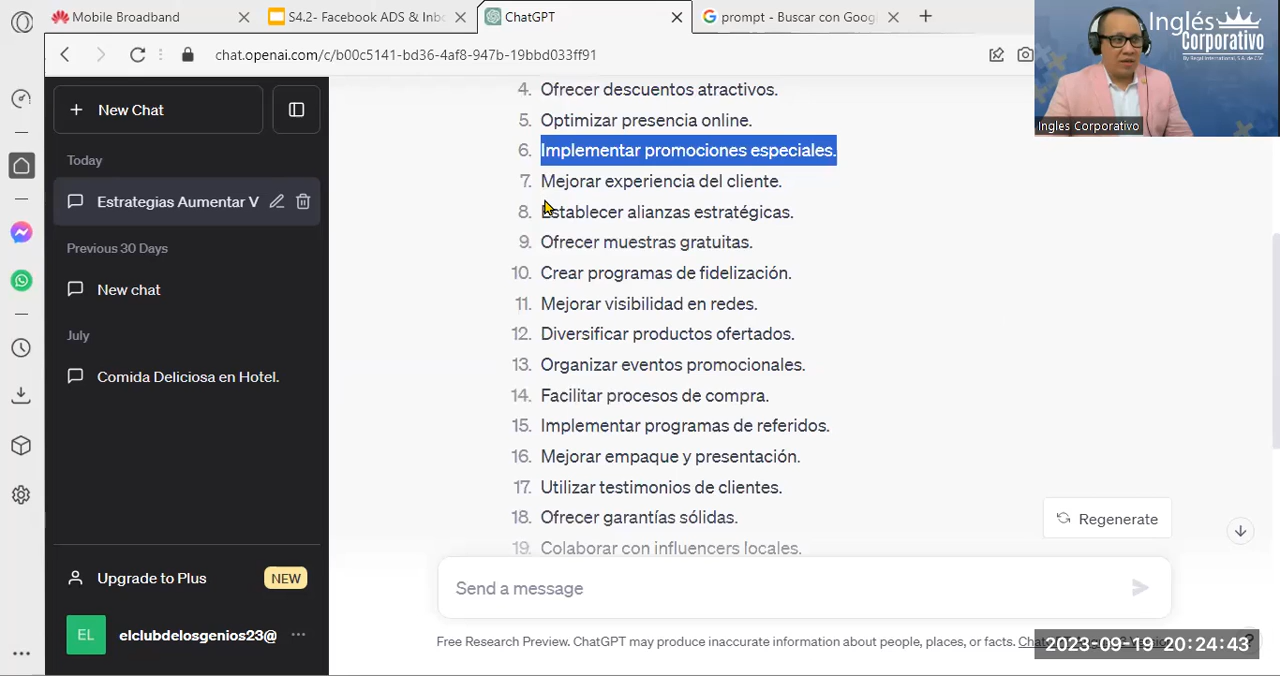 Mobile Broadband
S4.2- Facebook ADS & Inb
ChatGPT
prompt - Buscar con Goog
chat.openai.com/c/b00c5141-bd36-4af8-947b-19bbd033ff91
Inglés
Corporativo
By Regal International, S.A. de C.V.
Ingles Corporativo
New Chat
Today
Estrategias Aumentar V
Previous 30 Days
New chat
July
Comida Deliciosa en Hotel.
Upgrade to Plus
NEW
EL
elclubdelosgenios23@
4. Ofrecer descuentos atractivos.
5. Optimizar presencia online.
6. Implementar promociones especiales.
7. Mejorar experiencia del cliente.
8. Establecer alianzas estratégicas.
9. Ofrecer muestras gratuitas.
10. Crear programas de fidelización.
11. Mejorar visibilidad en redes.
12. Diversificar productos ofertados.
13. Organizar eventos promocionales.
14. Facilitar procesos de compra.
15. Implementar programas de referidos.
16. Mejorar empaque y presentación.
17. Utilizar testimonios de clientes.
18. Ofrecer garantías sólidas.
19. Colaborar con influencers locales.
Regenerate
Send a message
Free Research Preview. ChatGPT may produce inaccurate information about people, places, or facts.
2023-09-19 20:24:43